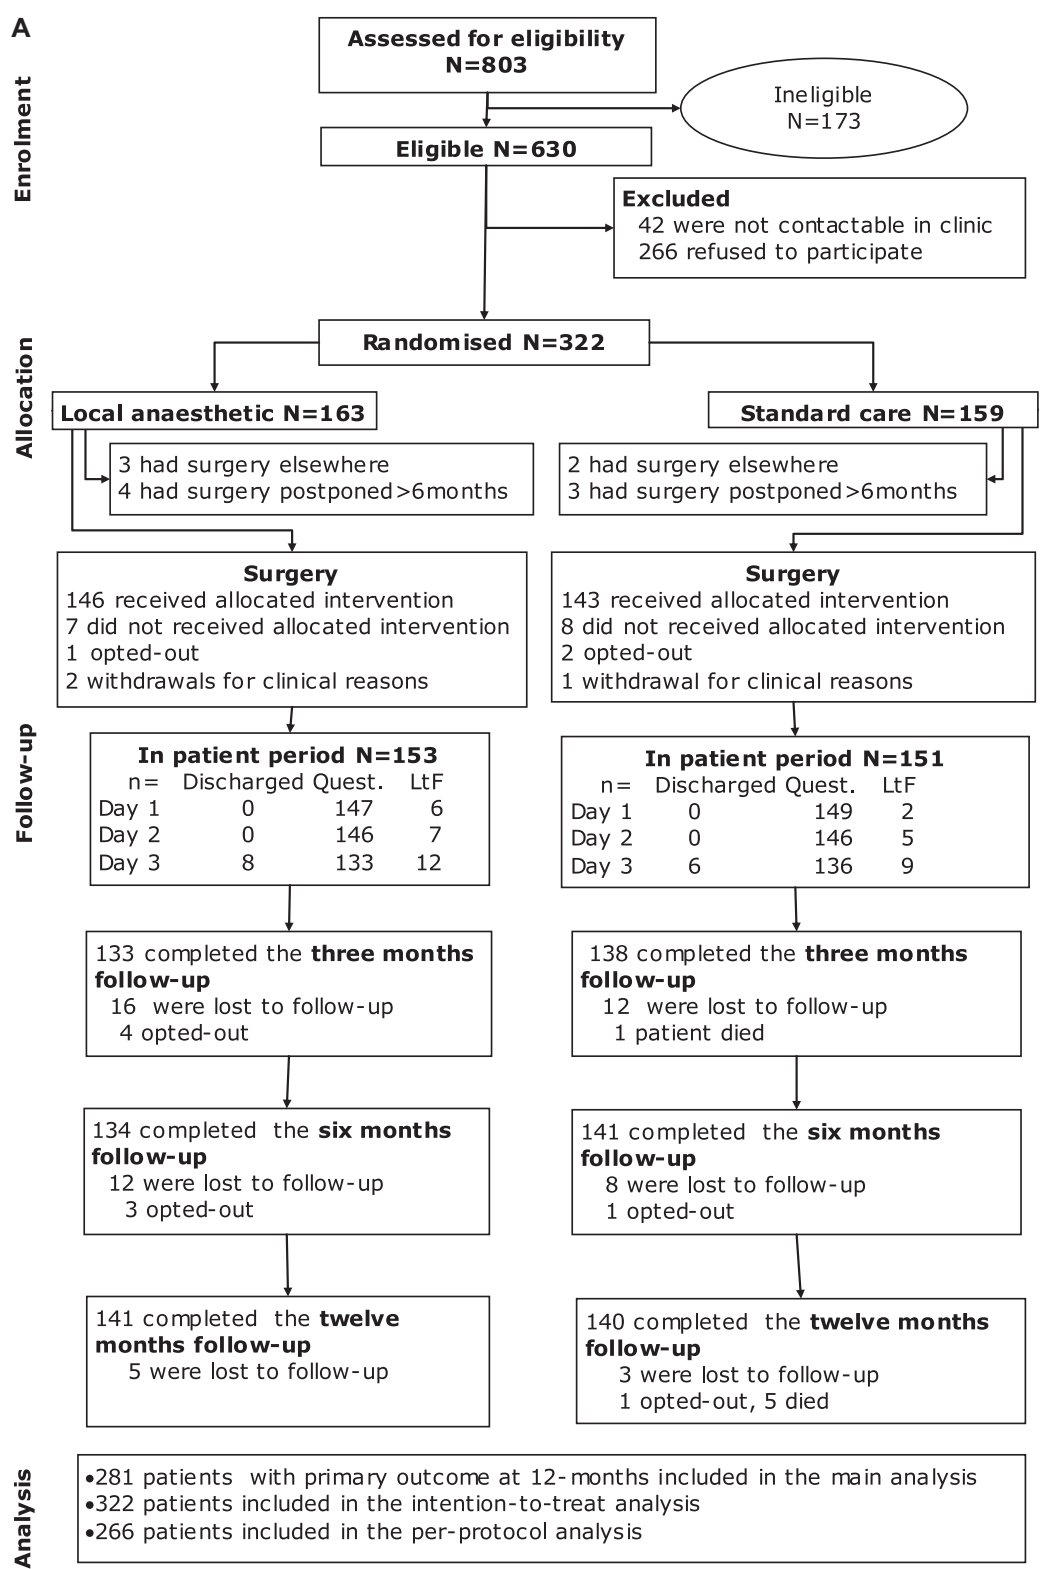 A
Enrolment
Assessed for eligibility
N=803
Ineligible
N=173
Eligible N=630
Excluded
42 were not contactable in clinic
266 refused to participate
Allocation
Randomised N=322
Local anaesthetic N=163
Standard care N=159
3 had surgery elsewhere
4 had surgery postponed>6months
2 had surgery elsewhere
3 had surgery postponed>6months
Surgery
146 received allocated intervention
7 did not received allocated intervention
1 opted-out
2 withdrawals for clinical reasons
Surgery
143 received allocated intervention
8 did not received allocated intervention
2 opted-out
1 withdrawal for clinical reasons
Follow-up
In patient period N=153
n= Discharged Quest. LtF
Day 1 0 147 6
Day 2 0 146 7
Day 3 8 133 12
In patient period N=151
n= Discharged Quest. LtF
Day 1 0 149 2
Day 2 0 146 5
Day 3 6 136 9
133 completed the three months
follow-up
16 were lost to follow-up
4 opted-out
138 completed the three months
follow-up
12 were lost to follow-up
1 patient died
134 completed the six months
follow-up
12 were lost to follow-up
3 opted-out
141 completed the six months
follow-up
8 were lost to follow-up
1 opted-out
141 completed the twelve
months follow-up
5 were lost to follow-up
140 completed the twelve months
follow-up
3 were lost to follow-up
1 opted-out, 5 died
Analysis
•281 patients with primary outcome at 12-months included in the main analysis
•322 patients included in the intention-to-treat analysis
•266 patients included in the per-protocol analysis